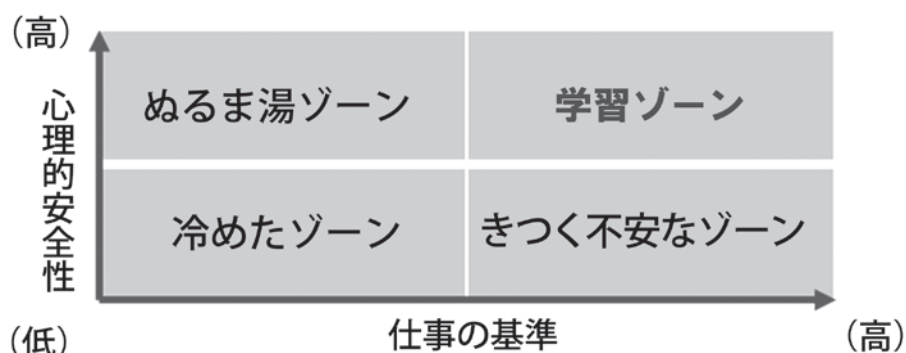 （高）
心理的安全性
ぬるま湯ゾーン
学習ゾーン
冷めたゾーン
きつく不安なゾーン
（低）
仕事の基準
（高）